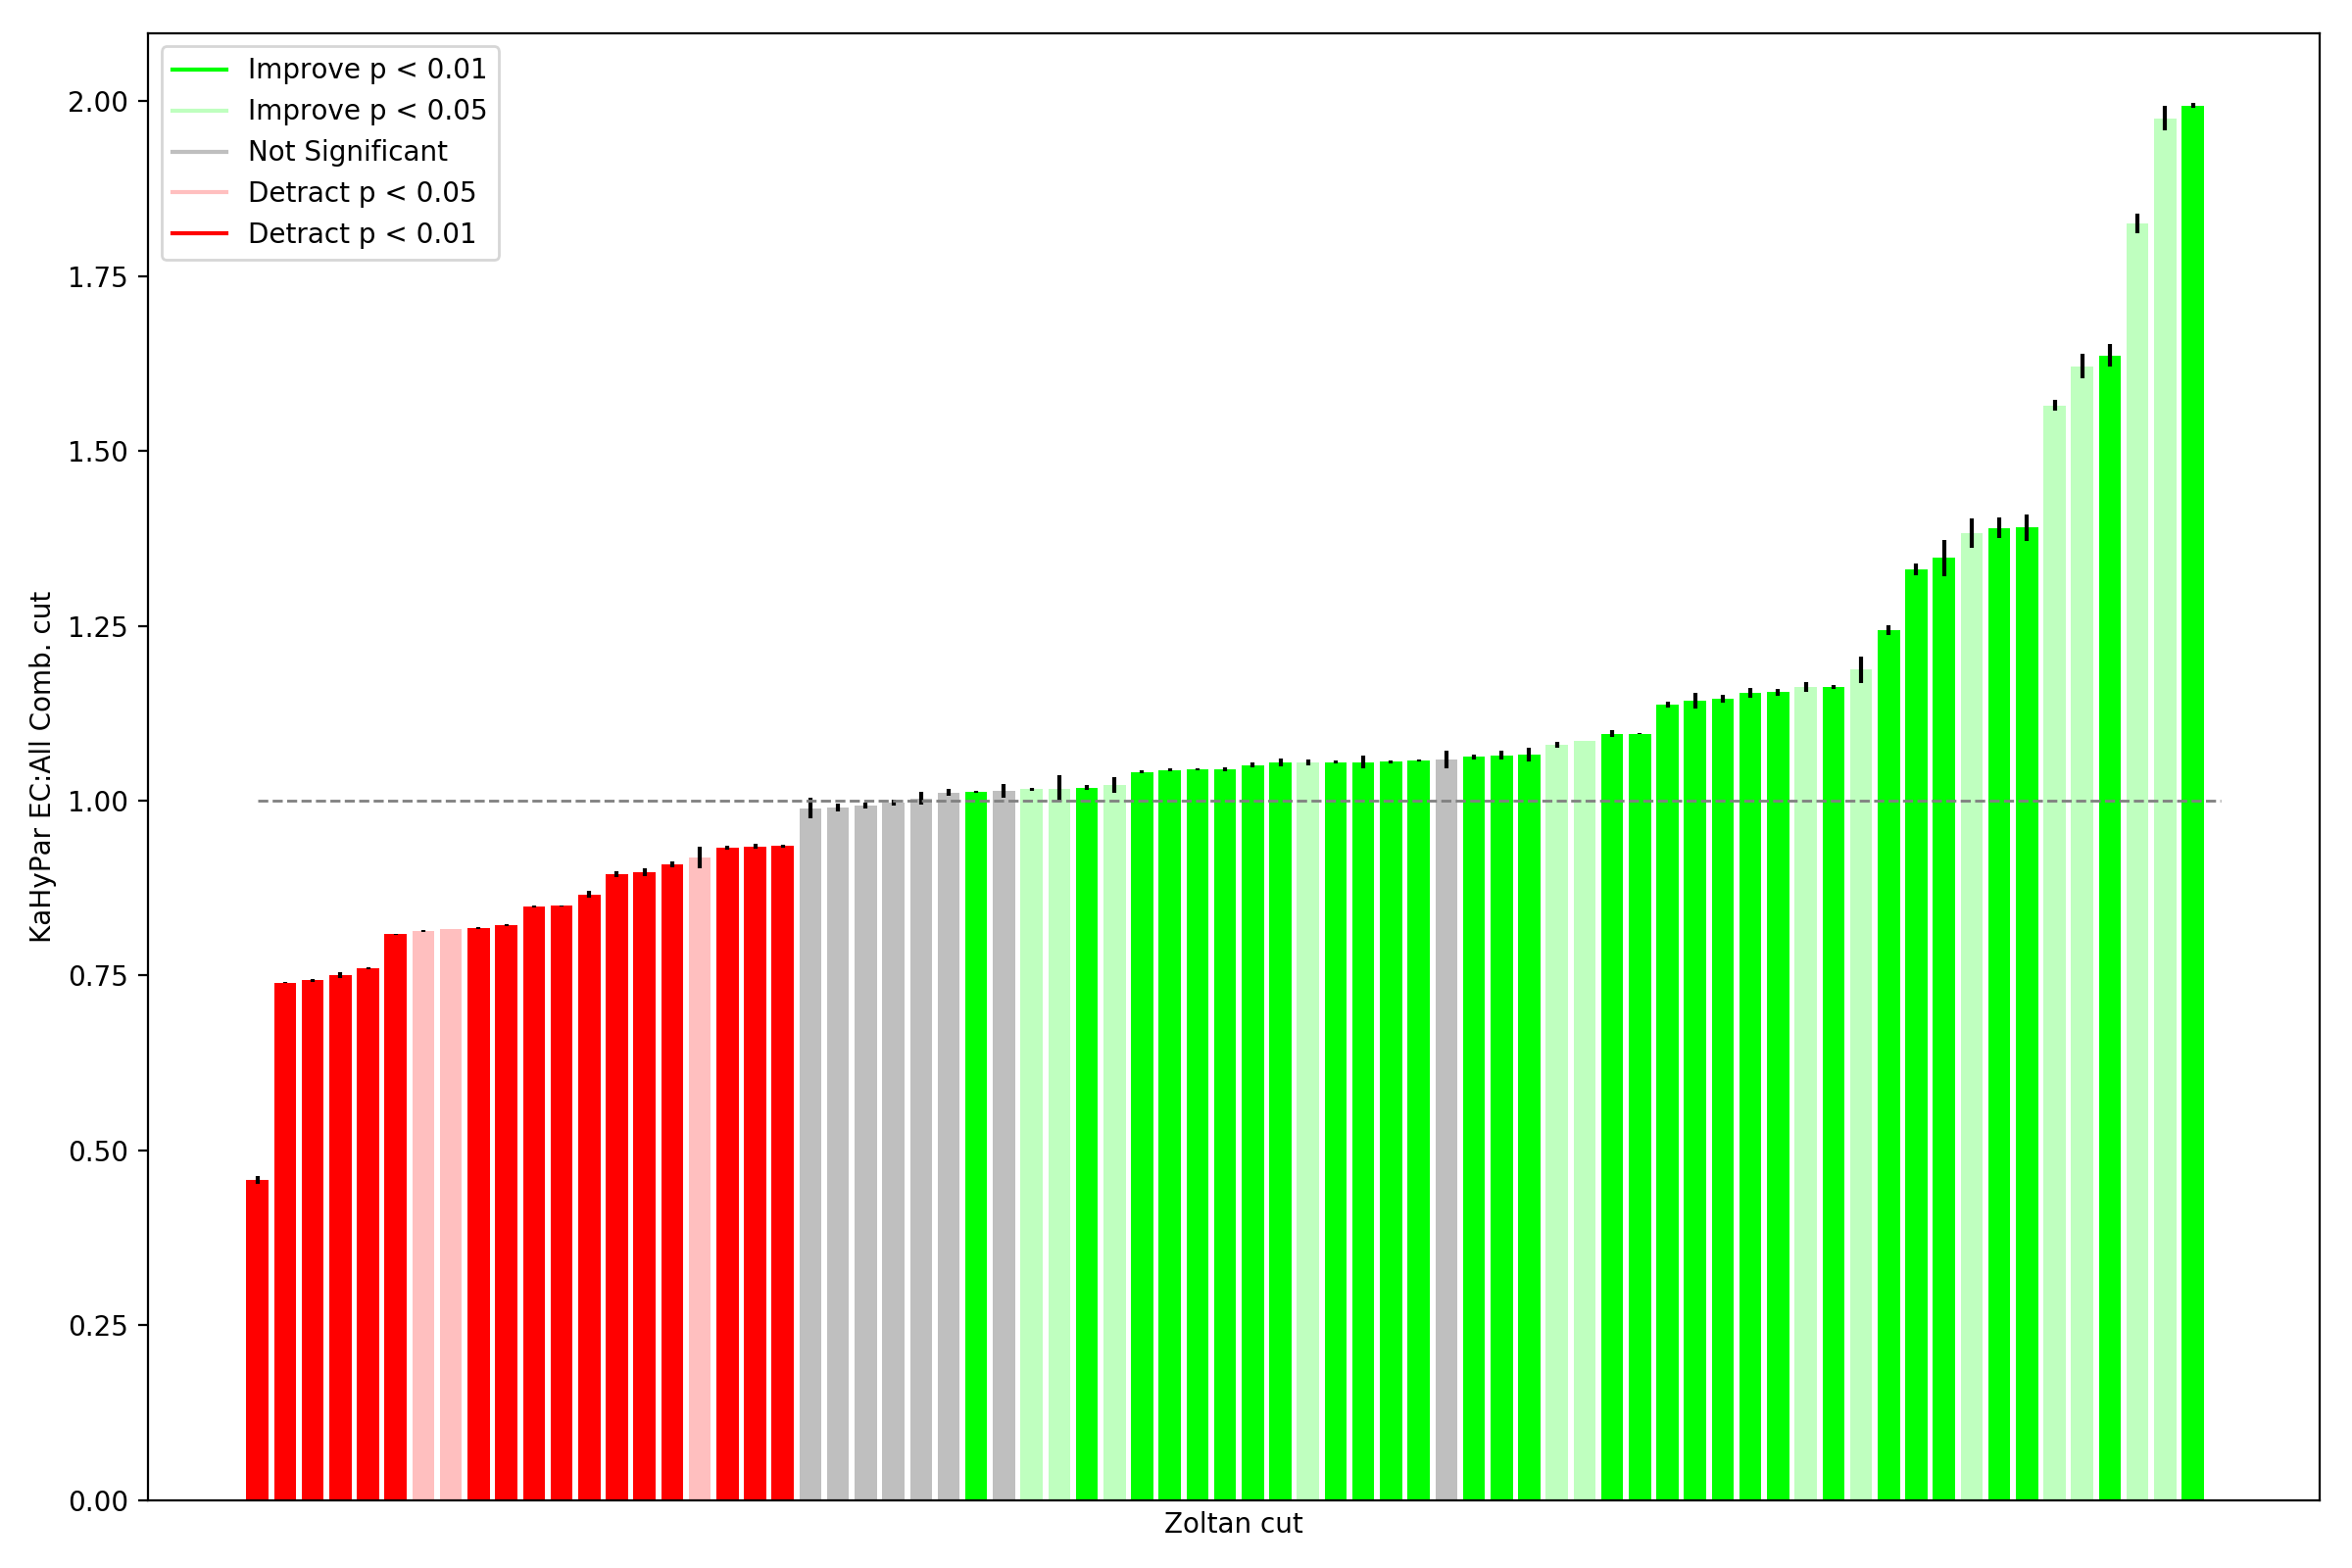 Improve p < 0.01
Improve p < 0.05
Not Significant
Detract p < 0.05
Detract p < 0.01
2.00
1.75
1.50
1.25
1.00
0.75
0.50
0.25
0.00
KaHyPar EC:All Comb. cut
Zoltan cut